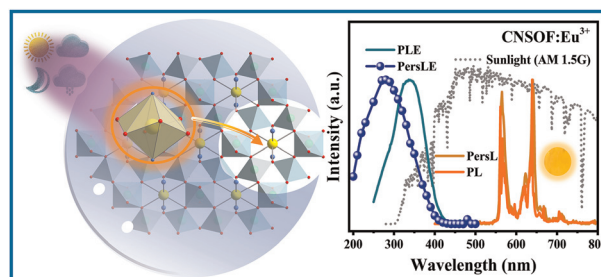 CNSOF:Eu³⁺
PLE
PersLE
Sunlight (AM 1.5G)
PersL
PL
Intensity (a.u.)
200 300 400 500 600 700 800
Wavelength (nm)